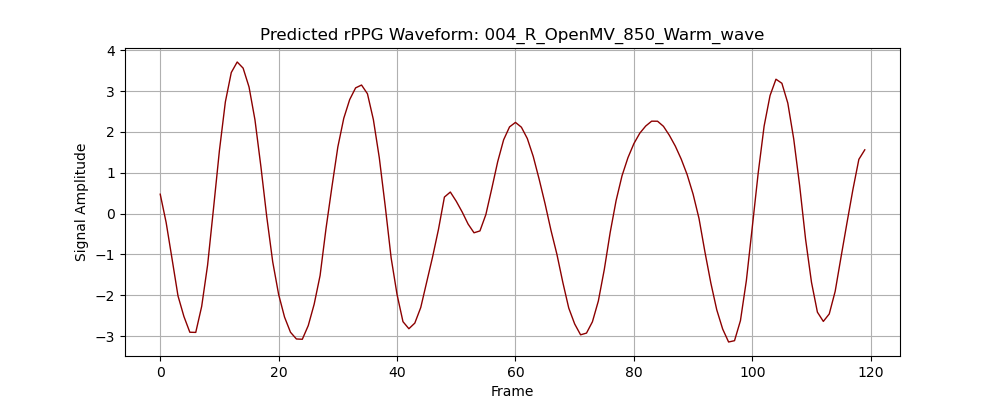 Predicted rPPG Waveform: 004_R_OpenMV_850_Warm_wave
Signal Amplitude
4
3
2
1
0
−1
−2
−3
0 20 40 60 80 100 120
Frame